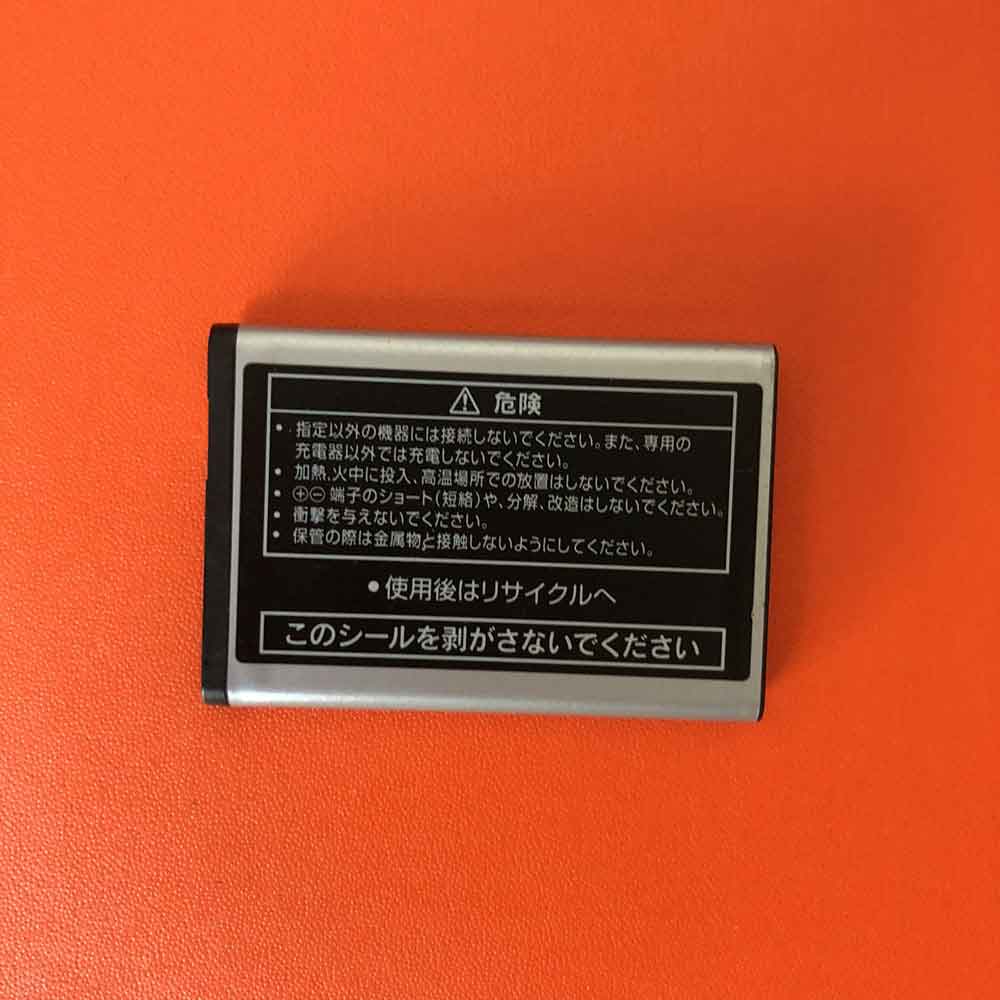 ⚠ 危険
• 指定以外の機器には接続しないでください。また、専用の
充電器以外では充電しないでください。
• 加熱、火中に投入、高温場所での放置はしないでください。
• ⊕⊖端子のショート(短絡)や、分解、改造はしないでください。
• 衝撃を与えないでください。
• 保管の際は金属物と接触しないようにしてください。
●使用後はリサイクルへ
このシールを剥がさないでください